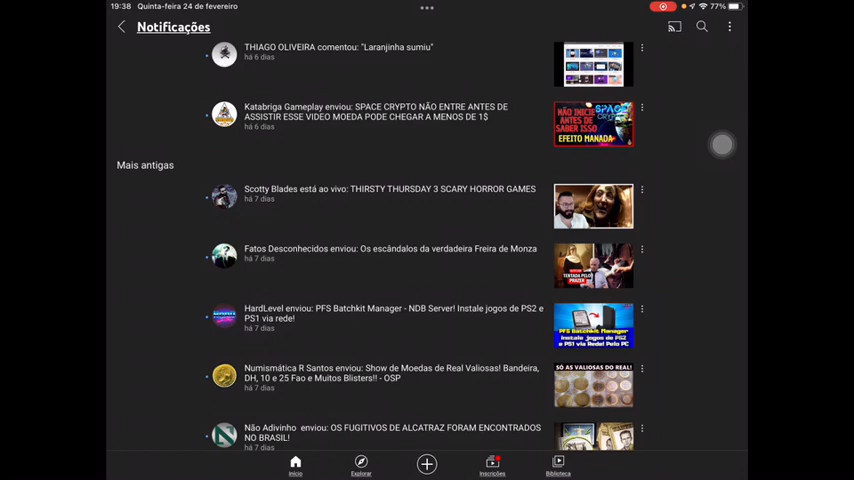 19:38 Quinta-feira 24 de fevereiro
77%
Notificações
THIAGO OLIVEIRA comentou: "Laranjinha sumiu"
há 6 dias
Katabriga Gameplay enviou: SPACE CRYPTO NÃO ENTRE ANTES DE
ASSISTIR ESSE VIDEO MOEDA PODE CHEGAR A MENOS DE 1$
há 6 dias
NÃO INICIE
ANTES DE
SABER ISSO
EFEITO MANADA
SPACE
Mais antigas
Scotty Blades está ao vivo: THIRSTY THURSDAY 3 SCARY HORROR GAMES
há 7 dias
Fatos Desconhecidos enviou: Os escândalos da verdadeira Freira de Monza
há 7 dias
TENTADA PELO
PRAZER
HardLevel enviou: PFS Batchkit Manager - NDB Server! Instale jogos de PS2 e
PS1 via rede!
há 7 dias
PFS Batchkit Manager
Instale jogos de PS2
e PS1 via Rede! Pelo PC
Numismática R Santos enviou: Show de Moedas de Real Valiosas! Bandeira,
DH, 10 e 25 Fao e Muitos Blisters!! - OSP
há 7 dias
SÓ AS VALIOSAS DO REAL!
Não Adivinho enviou: OS FUGITIVOS DE ALCATRAZ FORAM ENCONTRADOS
NO BRASIL!
há 7 dias
Início
Explorar
Inscrições
Biblioteca